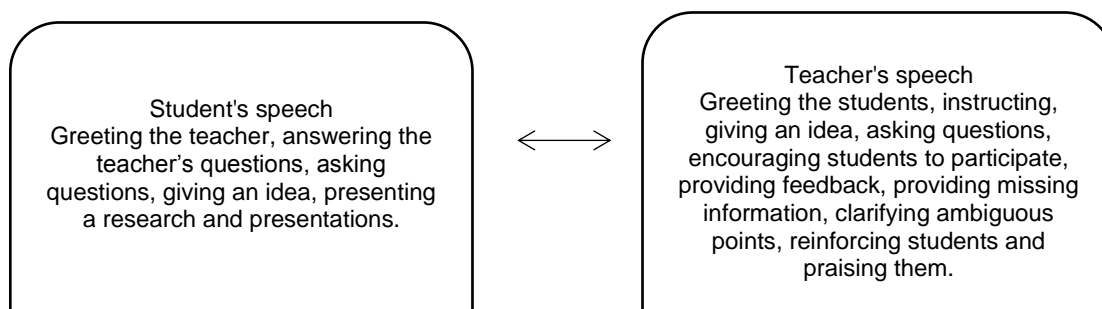 Student's speech
Greeting the teacher, answering the
teacher’s questions, asking
questions, giving an idea, presenting
a research and presentations.
Teacher's speech
Greeting the students, instructing,
giving an idea, asking questions,
encouraging students to participate,
providing feedback, providing missing
information, clarifying ambiguous
points, reinforcing students and
praising them.